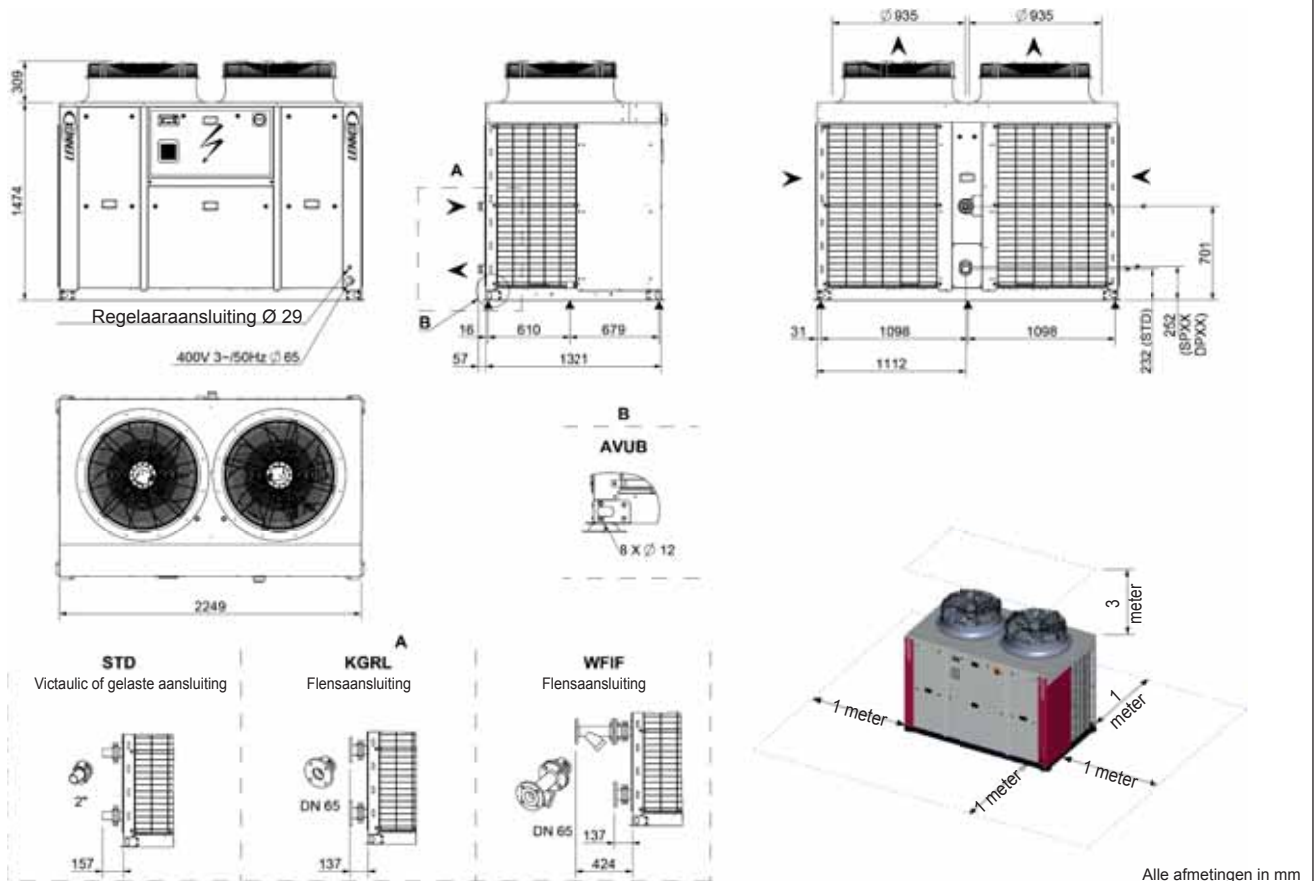 Ø 935
Ø 935
309
1474
LENNOX
LENNOX
Regelaaraansluiting Ø 29
400V 3~/50Hz Ø 65
A
B
16
610
679
57
1321
31
1098
1098
1112
701
232 (STD)
252
(SPXX
DPXX)
2249
B
AVUB
8 X Ø 12
A
STD
Victaulic of gelaste aansluiting
2"
157
KGRL
Flensaansluiting
DN 65
137
WFIF
Flensaansluiting
DN 65
137
424
3
meter
1 meter
1
meter
1 meter
1 meter
Alle afmetingen in mm